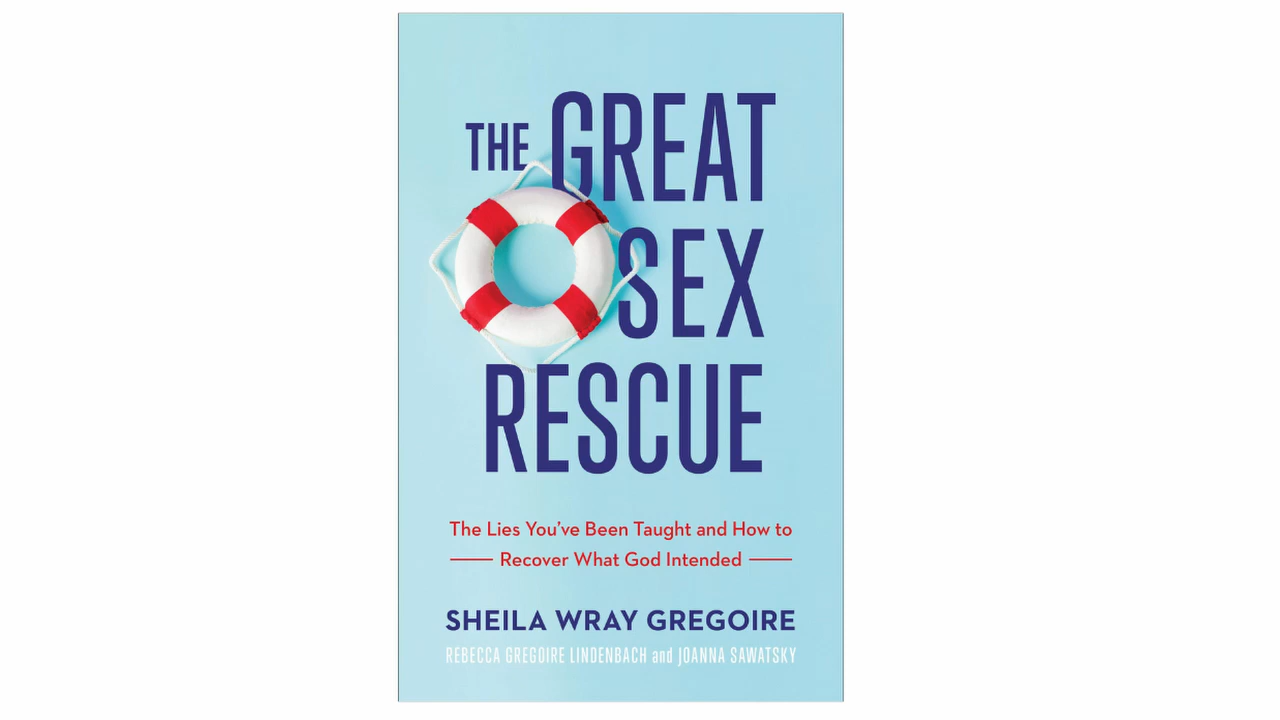 THE GREAT
SEX
RESCUE
The Lies You've Been Taught and How to
Recover What God Intended
SHEILA WRAY GREGOIRE
REBECCA GREGOIRE LINDENBACH and JOANNA SAWATSKY